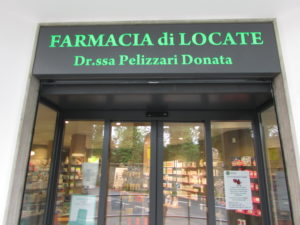 FARMACIA di LOCATE
Dr.ssa Pelizzari Donata